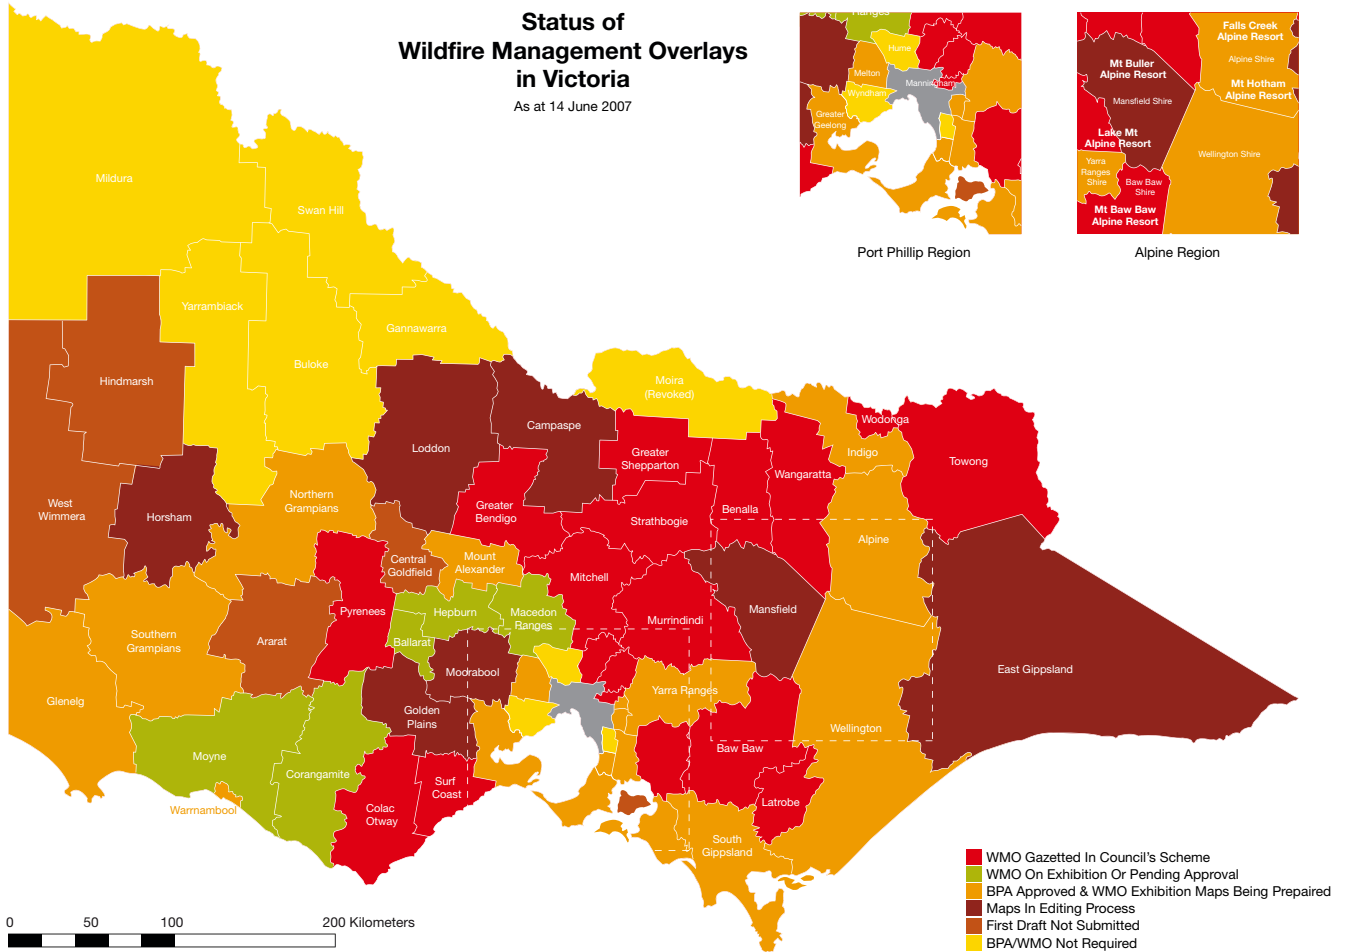 Status of
Wildfire Management Overlays
in Victoria
As at 14 June 2007
Ranges
Hume
Melton
Manningham
Wyndham
Greater
Geelong
Port Phillip Region
Falls Creek
Alpine Resort
Alpine Shire
Mt Buller
Alpine Resort
Mt Hotham
Alpine Resort
Mansfield Shire
Lake Mt
Alpine Resort
Wellington Shire
Yarra
Ranges
Shire
Baw Baw
Shire
Mt Baw Baw
Alpine Resort
Alpine Region
Mildura
Swan Hill
Yarrambiack
Gannawarra
Buloke
Hindmarsh
Moira
(Revoked)
Wodonga
Campaspe
Loddon
Indigo
Greater
Shepparton
Towong
Wangaratta
Northern
Grampians
West
Wimmera
Horsham
Greater
Bendigo
Benalla
Strathbogie
Alpine
Central
Goldfield
Mount
Alexander
Mitchell
Pyrenees
Hepburn
Macedon
Ranges
Mansfield
Murrindindi
Southern
Grampians
Ararat
Ballarat
Moorabool
East Gippsland
Glenelg
Yarra Ranges
Golden
Plains
Wellington
Moyne
Baw Baw
Corangamite
Surf
Coast
Warrnambool
Colac
Otway
Latrobe
South
Gippsland
WMO Gazetted In Council's Scheme
WMO On Exhibition Or Pending Approval
BPA Approved & WMO Exhibition Maps Being Prepaired
Maps In Editing Process
First Draft Not Submitted
BPA/WMO Not Required
0 50 100 200 Kilometers